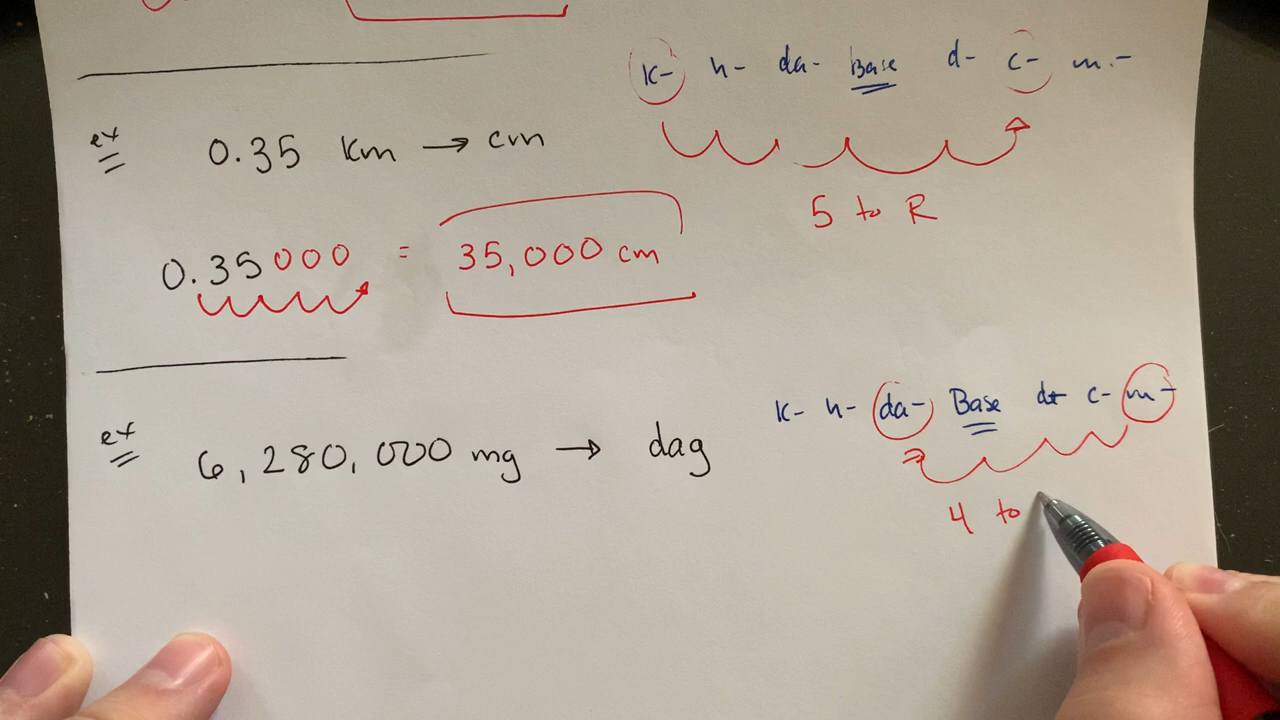 K- h- da- Base d- c- m.-
ex 0.35 km → cm
5 to R
0.35000 = 35,000 cm
K- h- da- Base d- c- m-
ex 6,280,000 mg → dag
4 to